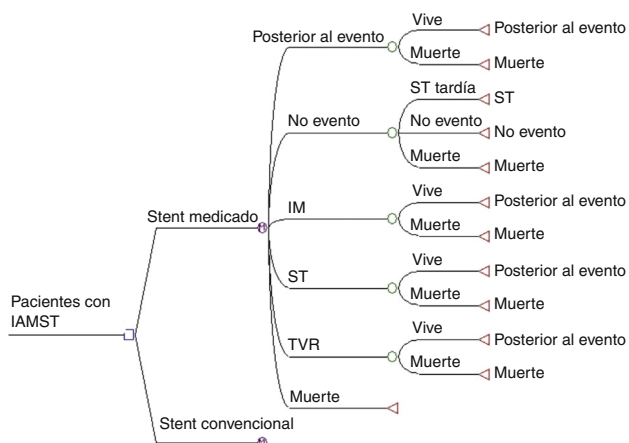 Vive
Posterior al evento
Posterior al evento
Muerte
Muerte
ST tardía
ST
No evento
No evento
No evento
Muerte
Muerte
Vive
Posterior al evento
Stent medicado
IM
Muerte
Muerte
Vive
Posterior al evento
ST
Muerte
Muerte
Pacientes con
IAMST
Vive
Posterior al evento
TVR
Muerte
Muerte
Muerte
Stent convencional